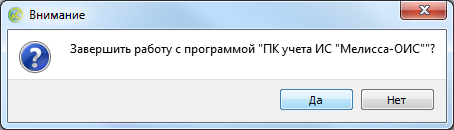 Внимание
Завершить работу с программой "ПК учета ИС "Мелисса-ОИС""?
Да
Нет